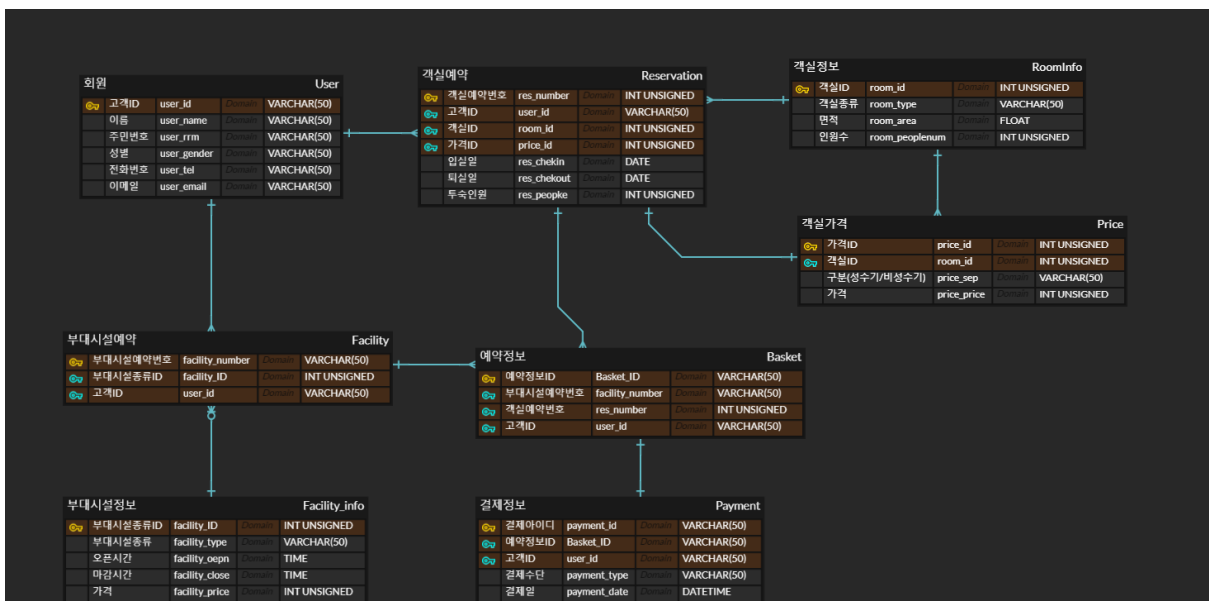 회원 User
고객ID user_id Domain VARCHAR(50)
이름 user_name Domain VARCHAR(50)
주민번호 user_rrm Domain VARCHAR(50)
성별 user_gender Domain VARCHAR(50)
전화번호 user_tel Domain VARCHAR(50)
이메일 user_email Domain VARCHAR(50)
객실예약 Reservation
객실예약번호 res_number Domain INT UNSIGNED
고객ID user_id Domain VARCHAR(50)
객실ID room_id Domain INT UNSIGNED
가격ID price_id Domain INT UNSIGNED
입실일 res_chekin Domain DATE
퇴실일 res_chekout Domain DATE
투숙인원 res_peopke Domain INT UNSIGNED
객실정보 RoomInfo
객실ID room_id Domain INT UNSIGNED
객실종류 room_type Domain VARCHAR(50)
면적 room_area Domain FLOAT
인원수 room_peoplenum Domain INT UNSIGNED
객실가격 Price
가격ID price_id Domain INT UNSIGNED
객실ID room_id Domain INT UNSIGNED
구분(성수기/비성수기) price_sep Domain VARCHAR(50)
가격 price_price Domain INT UNSIGNED
부대시설예약 Facility
부대시설예약번호 facility_number Domain VARCHAR(50)
부대시설종류ID facility_ID Domain INT UNSIGNED
고객ID user_id Domain VARCHAR(50)
예약정보 Basket
예약정보ID Basket_ID Domain VARCHAR(50)
부대시설예약번호 facility_number Domain VARCHAR(50)
객실예약번호 res_number Domain INT UNSIGNED
고객ID user_id Domain VARCHAR(50)
부대시설정보 Facility_info
부대시설종류ID facility_ID Domain INT UNSIGNED
부대시설종류 facility_type Domain VARCHAR(50)
오픈시간 facility_oepn Domain TIME
마감시간 facility_close Domain TIME
가격 facility_price Domain INT UNSIGNED
결제정보 Payment
결제아이디 payment_id Domain VARCHAR(50)
예약정보ID Basket_ID Domain VARCHAR(50)
고객ID user_id Domain VARCHAR(50)
결제수단 payment_type Domain VARCHAR(50)
결제일 payment_date Domain DATETIME